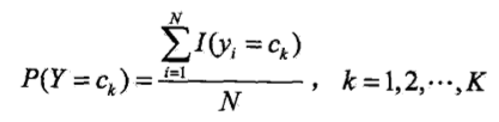 P(Y = c_k) = \frac{\sum_{i=1}^{N} I(y_i = c_k)}{N}, k = 1, 2, \cdots, K